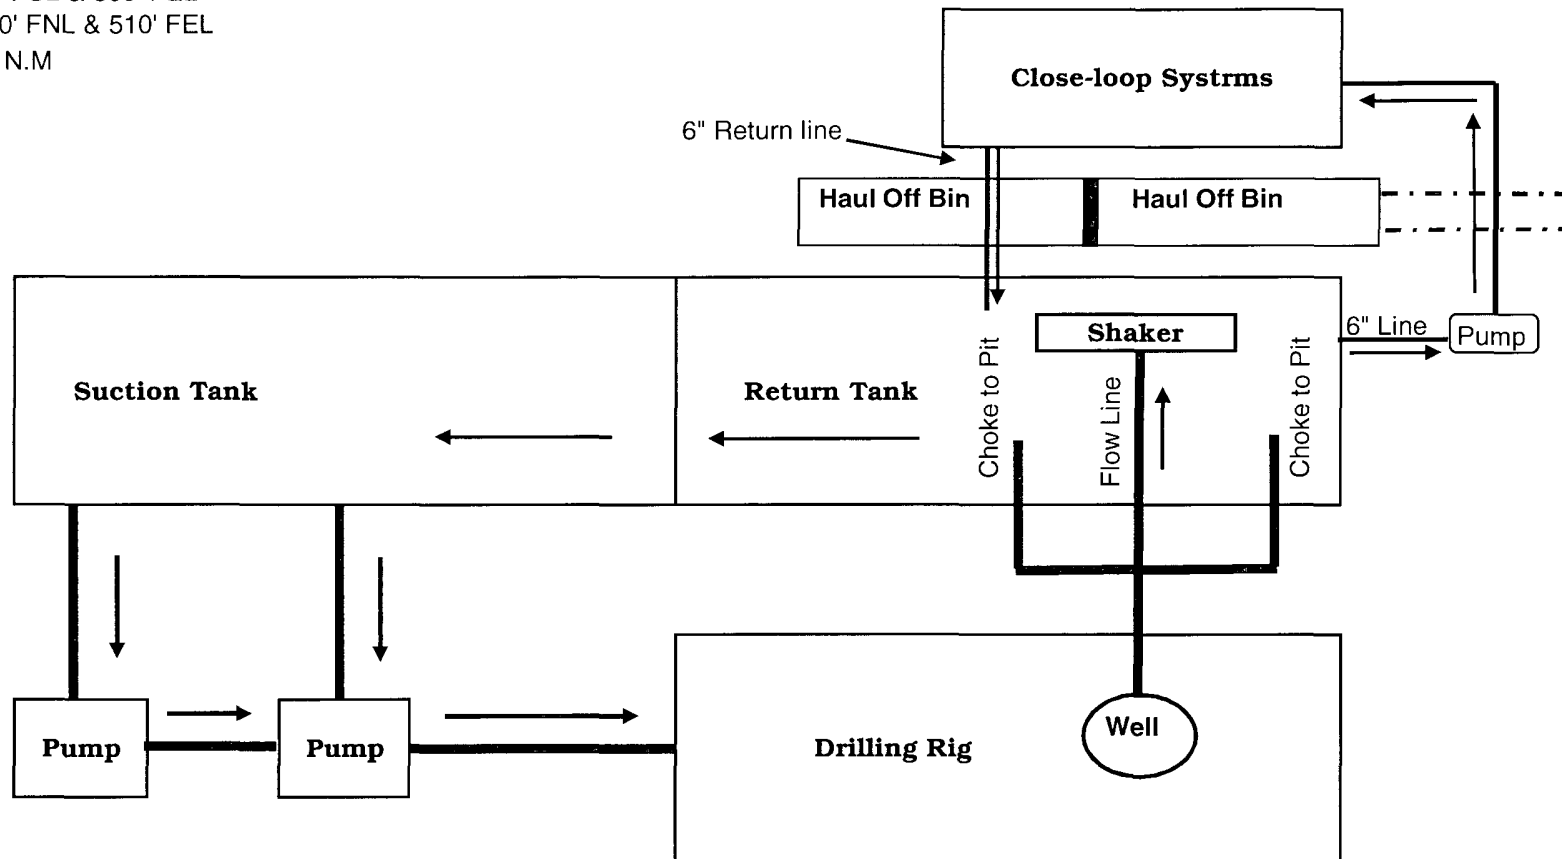 0' FNL & 510' FEL
N.M
Close-loop Systrms
6" Return line
Haul Off Bin
Haul Off Bin
Shaker
6" Line
Pump
Suction Tank
Return Tank
Choke to Pit
Flow Line
Choke to Pit
Pump
Pump
Drilling Rig
Well